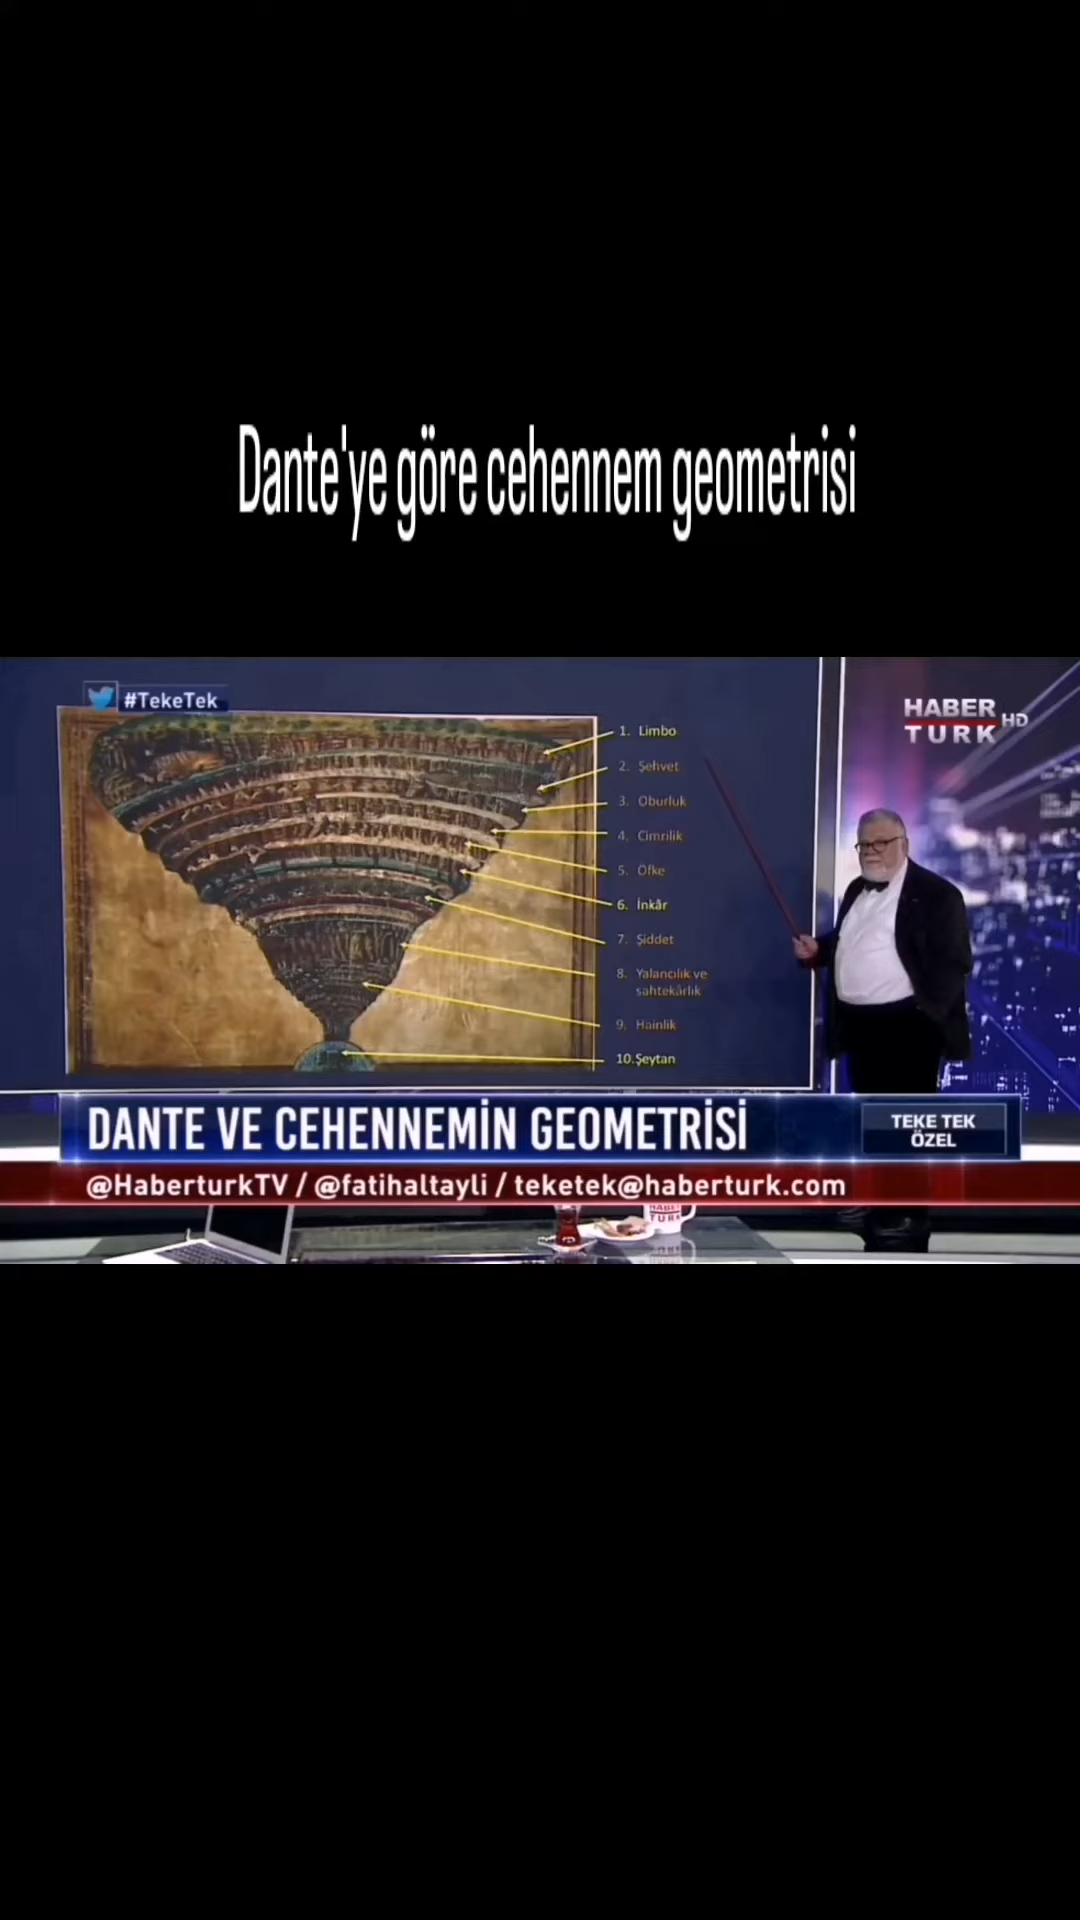 Dante'ye göre cehennem geometrisi
#TekeTek
HABER
TURK HD
1. Limbo
2. Şehvet
3. Oburluk
4. Cimrilik
5. Öfke
6. İnkâr
7. Şiddet
8. Yalancılık ve
sahtekârlık
9. Hainlik
10.Şeytan
DANTE VE CEHENNEMİN GEOMETRİSİ
TEKE TEK
ÖZEL
@HaberturkTV / @fatihaltayli / teketek@haberturk.com
HABER
TURK